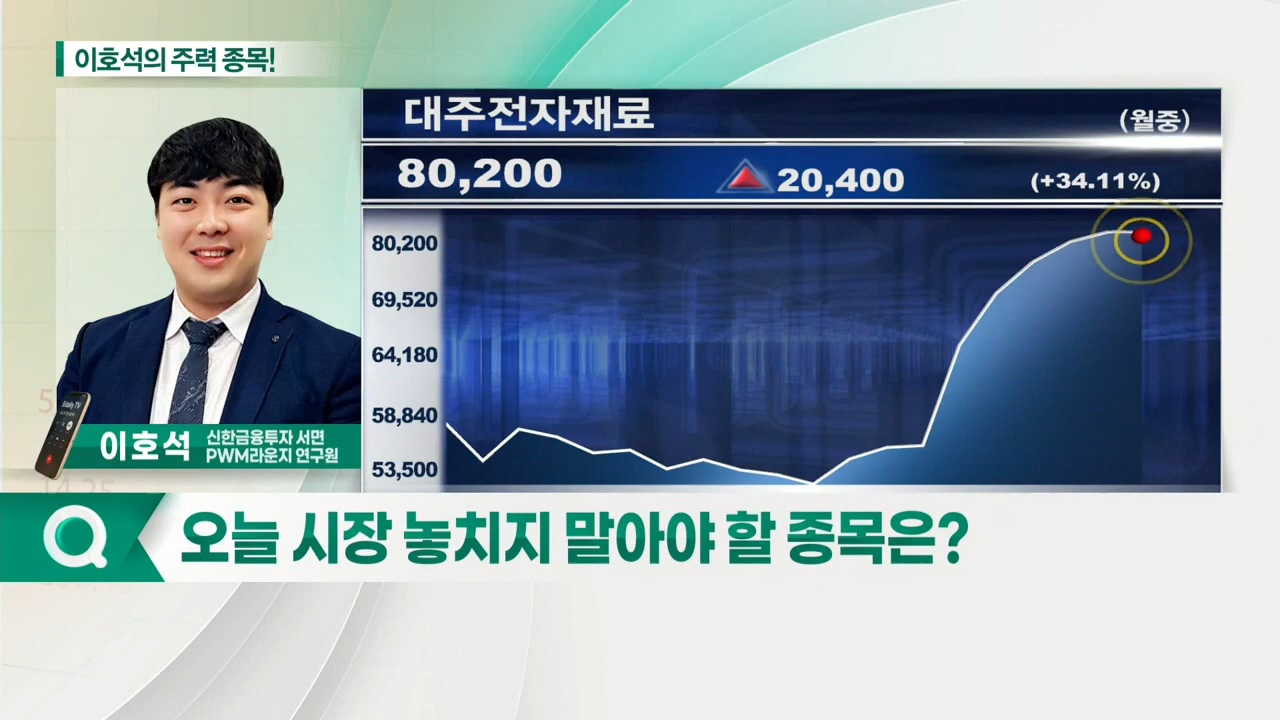 이호석의 주력 종목!
대주전자재료
(월중)
80,200
20,400
(+34.11%)
80,200
69,520
64,180
58,840
53,500
Edaily TV
이호석
신한금융투자 서면
PWM라운지 연구원
오늘 시장 놓치지 말아야 할 종목은?